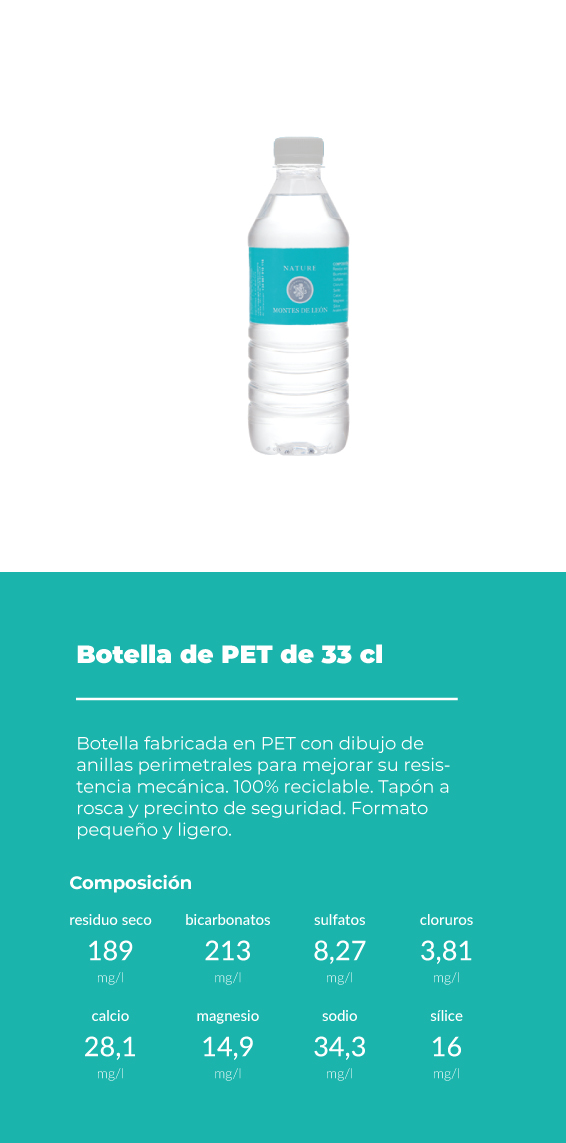 NATURE
MONTES DE LEÓN
Botella de PET de 33 cl
Botella fabricada en PET con dibujo de
anillas perimetrales para mejorar su resis-
tencia mecánica. 100% reciclable. Tapón a
rosca y precinto de seguridad. Formato
pequeño y ligero.
Composición
residuo seco bicarbonatos sulfatos cloruros
189 213 8,27 3,81
mg/l mg/l mg/l mg/l
calcio magnesio sodio sílice
28,1 14,9 34,3 16
mg/l mg/l mg/l mg/l